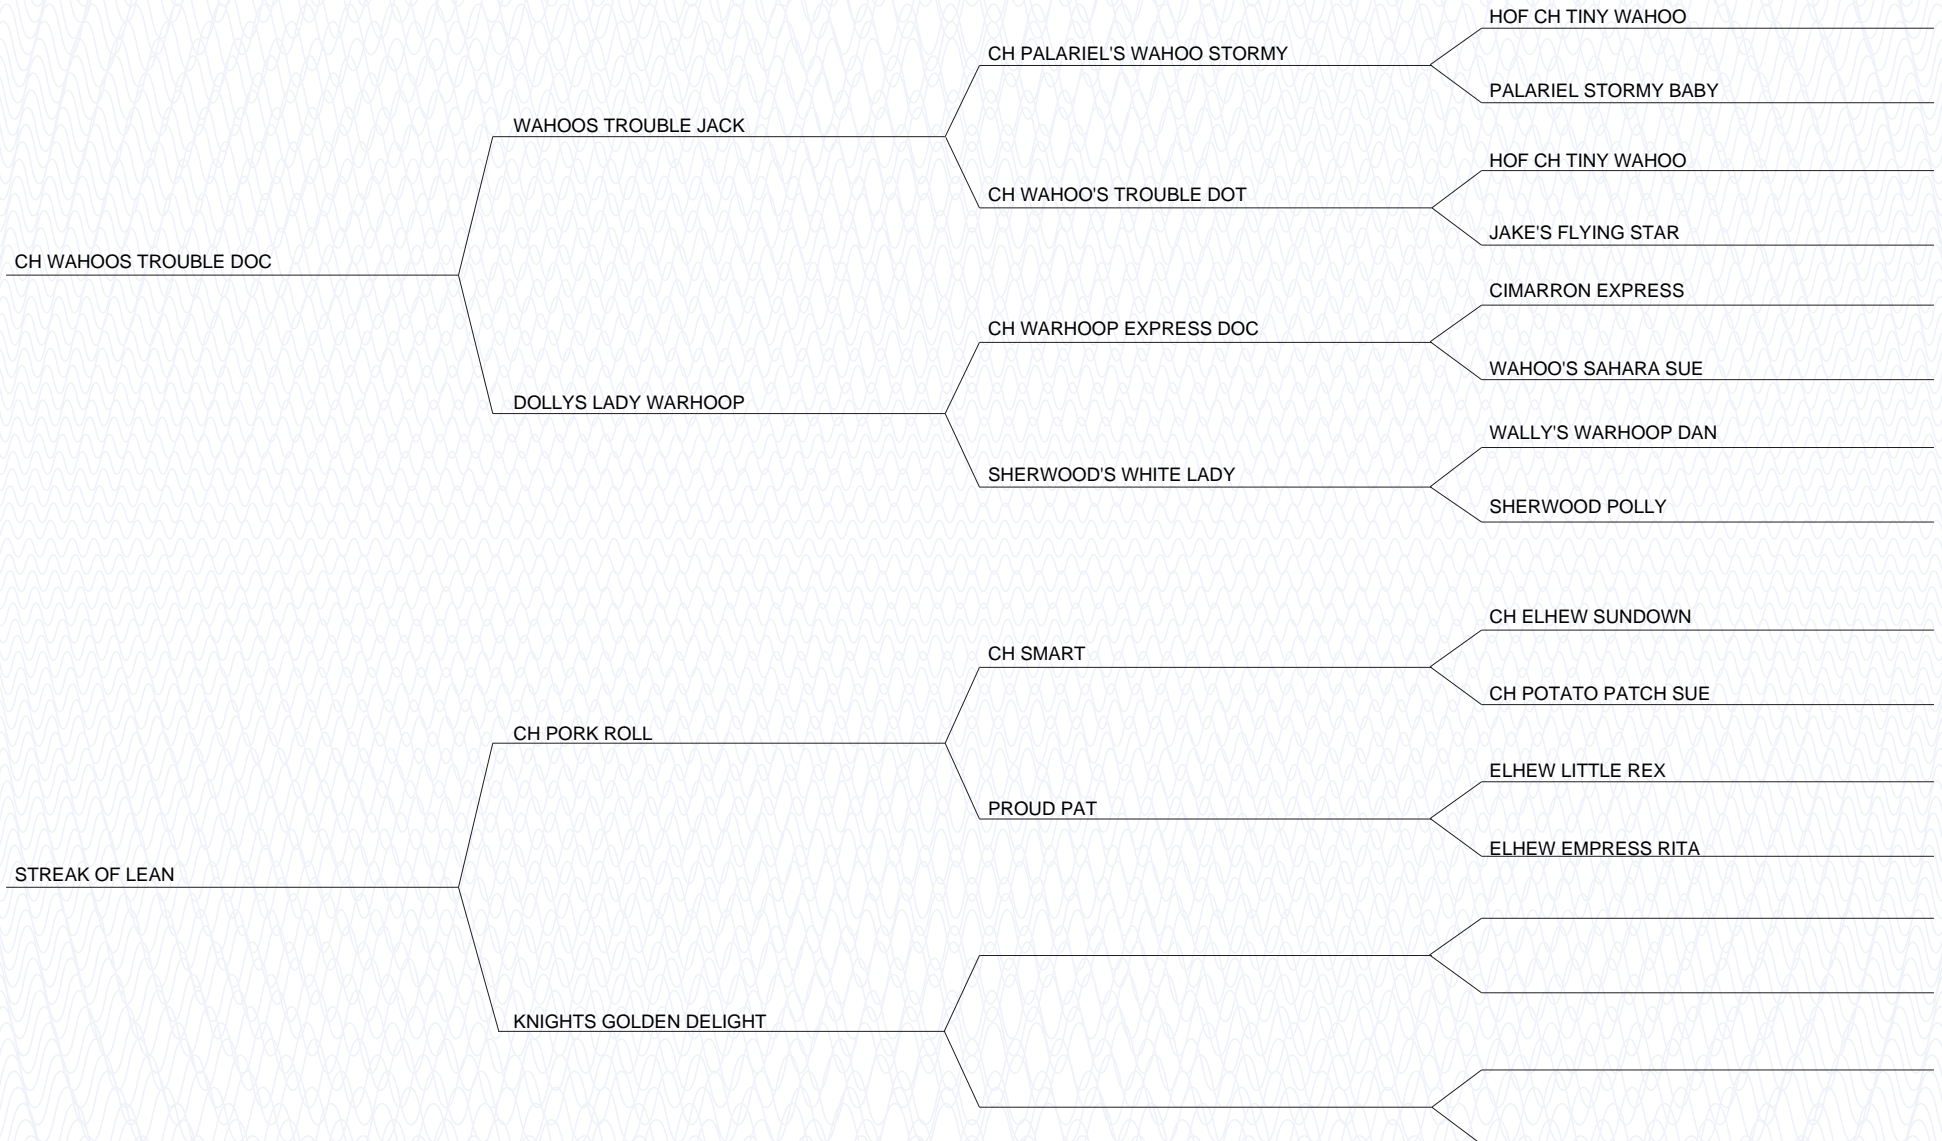 HOF CH TINY WAHOO
CH PALARIEL'S WAHOO STORMY
PALARIEL STORMY BABY
WAHOOS TROUBLE JACK
HOF CH TINY WAHOO
CH WAHOO'S TROUBLE DOT
JAKE'S FLYING STAR
CH WAHOOS TROUBLE DOC
CIMARRON EXPRESS
CH WARHOOP EXPRESS DOC
WAHOO'S SAHARA SUE
DOLLYS LADY WARHOOP
WALLY'S WARHOOP DAN
SHERWOOD'S WHITE LADY
SHERWOOD POLLY
CH ELHEW SUNDOWN
CH SMART
CH POTATO PATCH SUE
CH PORK ROLL
ELHEW LITTLE REX
PROUD PAT
ELHEW EMPRESS RITA
STREAK OF LEAN
KNIGHTS GOLDEN DELIGHT